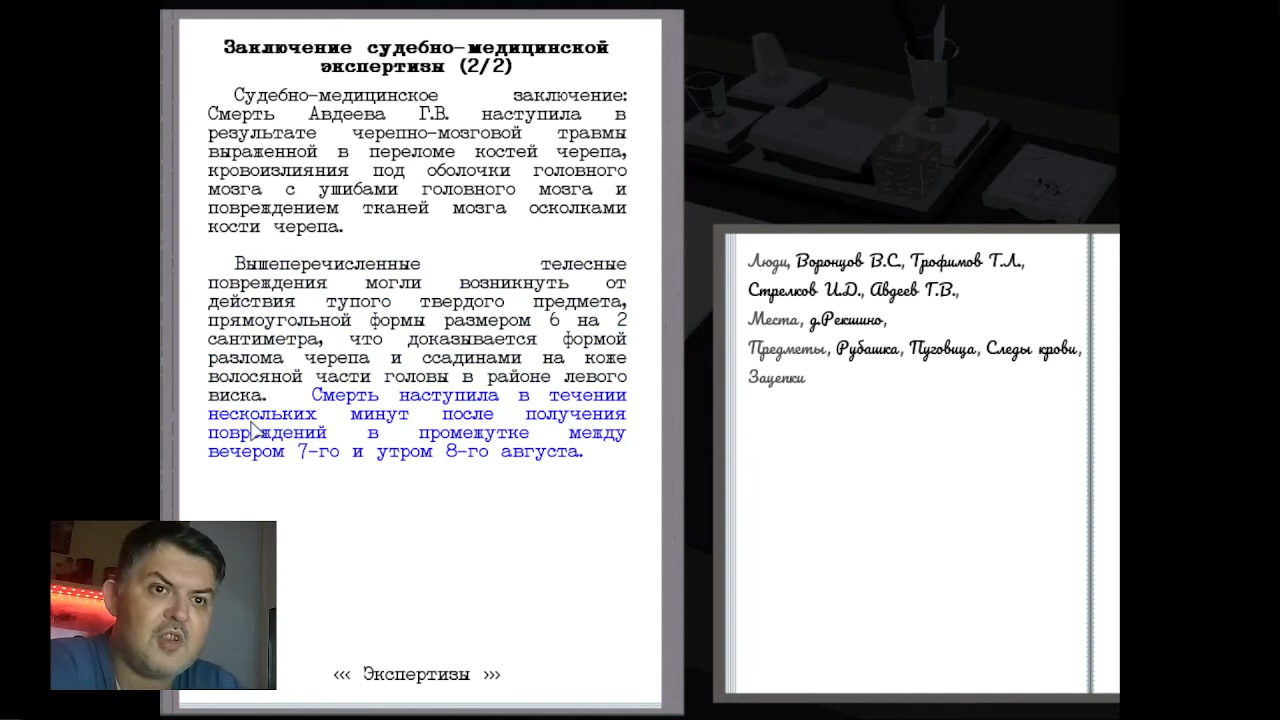 Заключение судебно-медицинской
экспертизы (2/2)
Судебно-медицинское заключение:
Смерть Авдеева Г.В. наступила в
результате черепно-мозговой травмы
выраженной в переломе костей черепа,
кровоизлияния под оболочки головного
мозга с ушибами головного мозга и
повреждением тканей мозга осколками
кости черепа.
Вышеперечисленные телесные
повреждения могли возникнуть от
действия тупого твердого предмета,
прямоугольной формы размером 6 на 2
сантиметра, что доказывается формой
разлома черепа и ссадинами на коже
волосяной части головы в районе левого
виска. Смерть наступила в течении
нескольких минут после получения
повреждений в промежутке между
вечером 7-го и утром 8-го августа.
‹‹‹ Экспертизы ›››
Люди, Воронцов В.С., Трофимов Т.Л.,
Стрелков И.Д., Авдеев Г.В.,
Места, д.Рекшино,
Предметы, Рубашка, Пуговица, Следы крови,
Зацепки